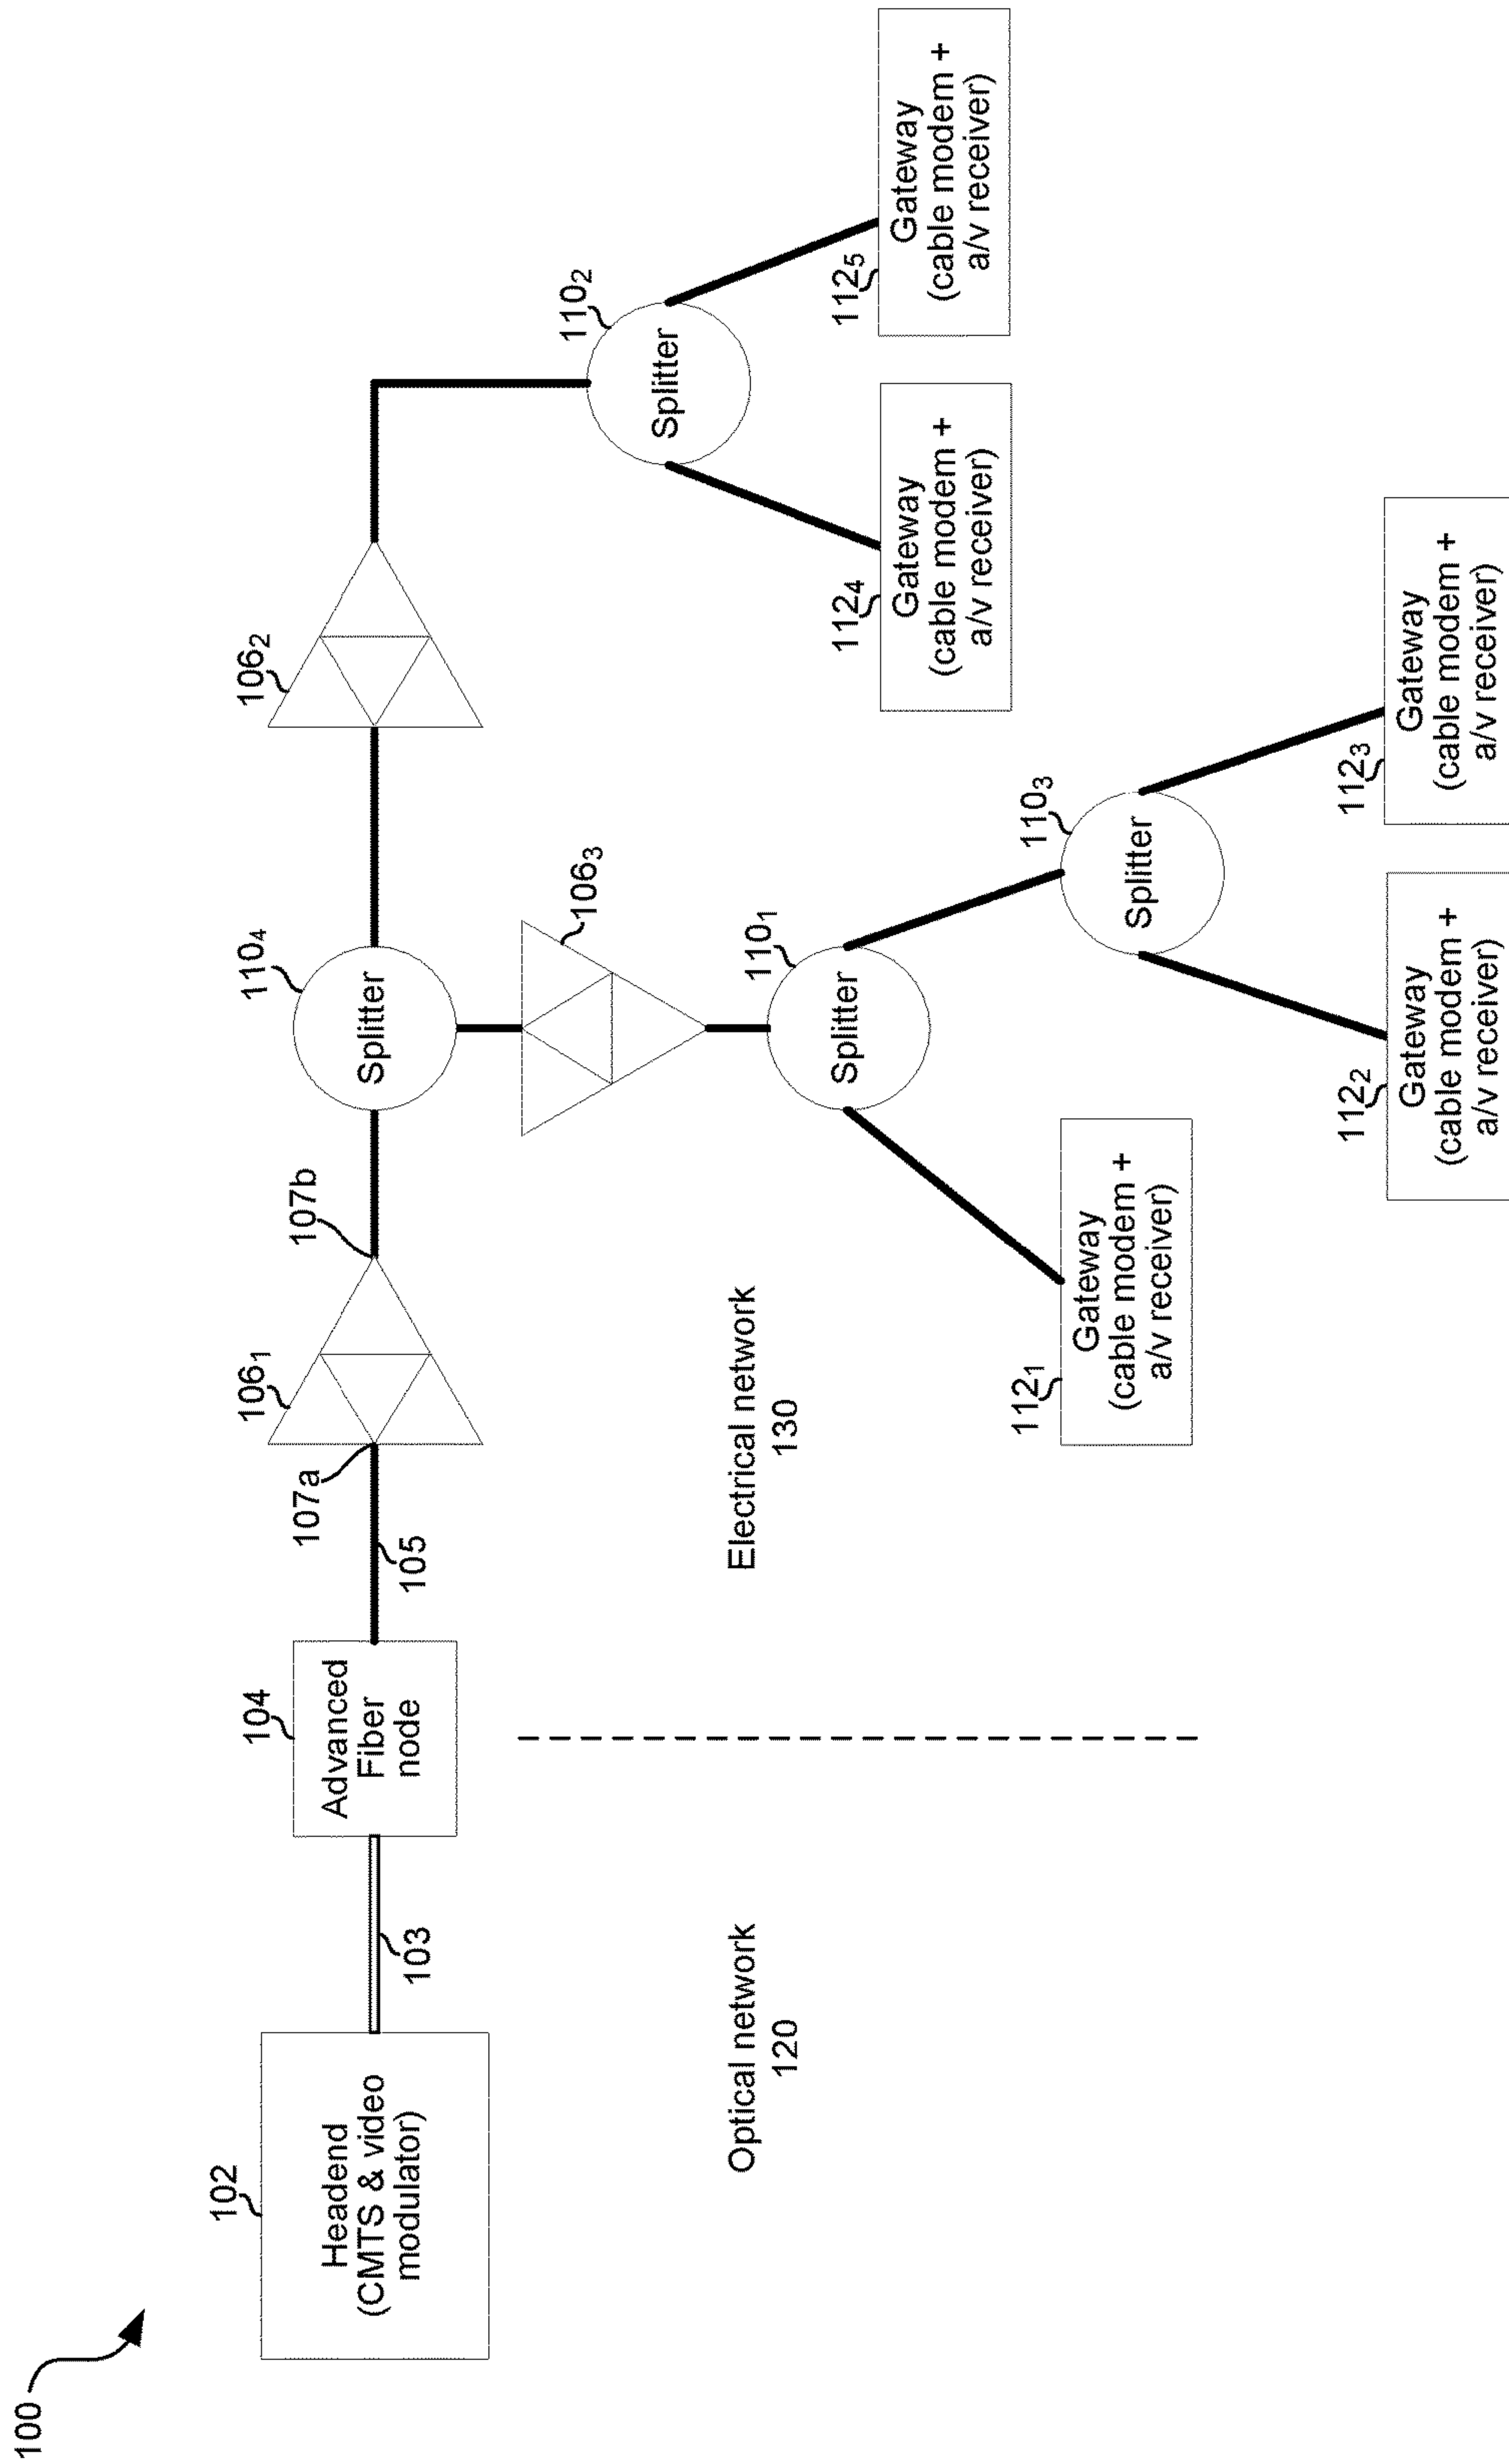 100
102
Headend
(CMTS & video
modulator)
103
104
Advanced
Fiber
node
105
107a
106₁
107b
110₄
Splitter
106₂
106₃
110₂
Splitter
110₁
Splitter
110₃
Splitter
112₁
Gateway
(cable modem +
a/v receiver)
112₂
Gateway
(cable modem +
a/v receiver)
112₃
Gateway
(cable modem +
a/v receiver)
112₄
Gateway
(cable modem +
a/v receiver)
112₅
Gateway
(cable modem +
a/v receiver)
Optical network
120
Electrical network
130